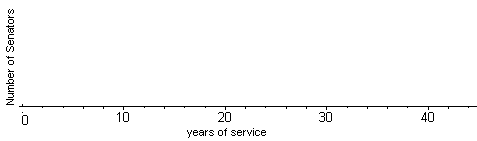 Number of Senators
0 10 20 30 40
years of service